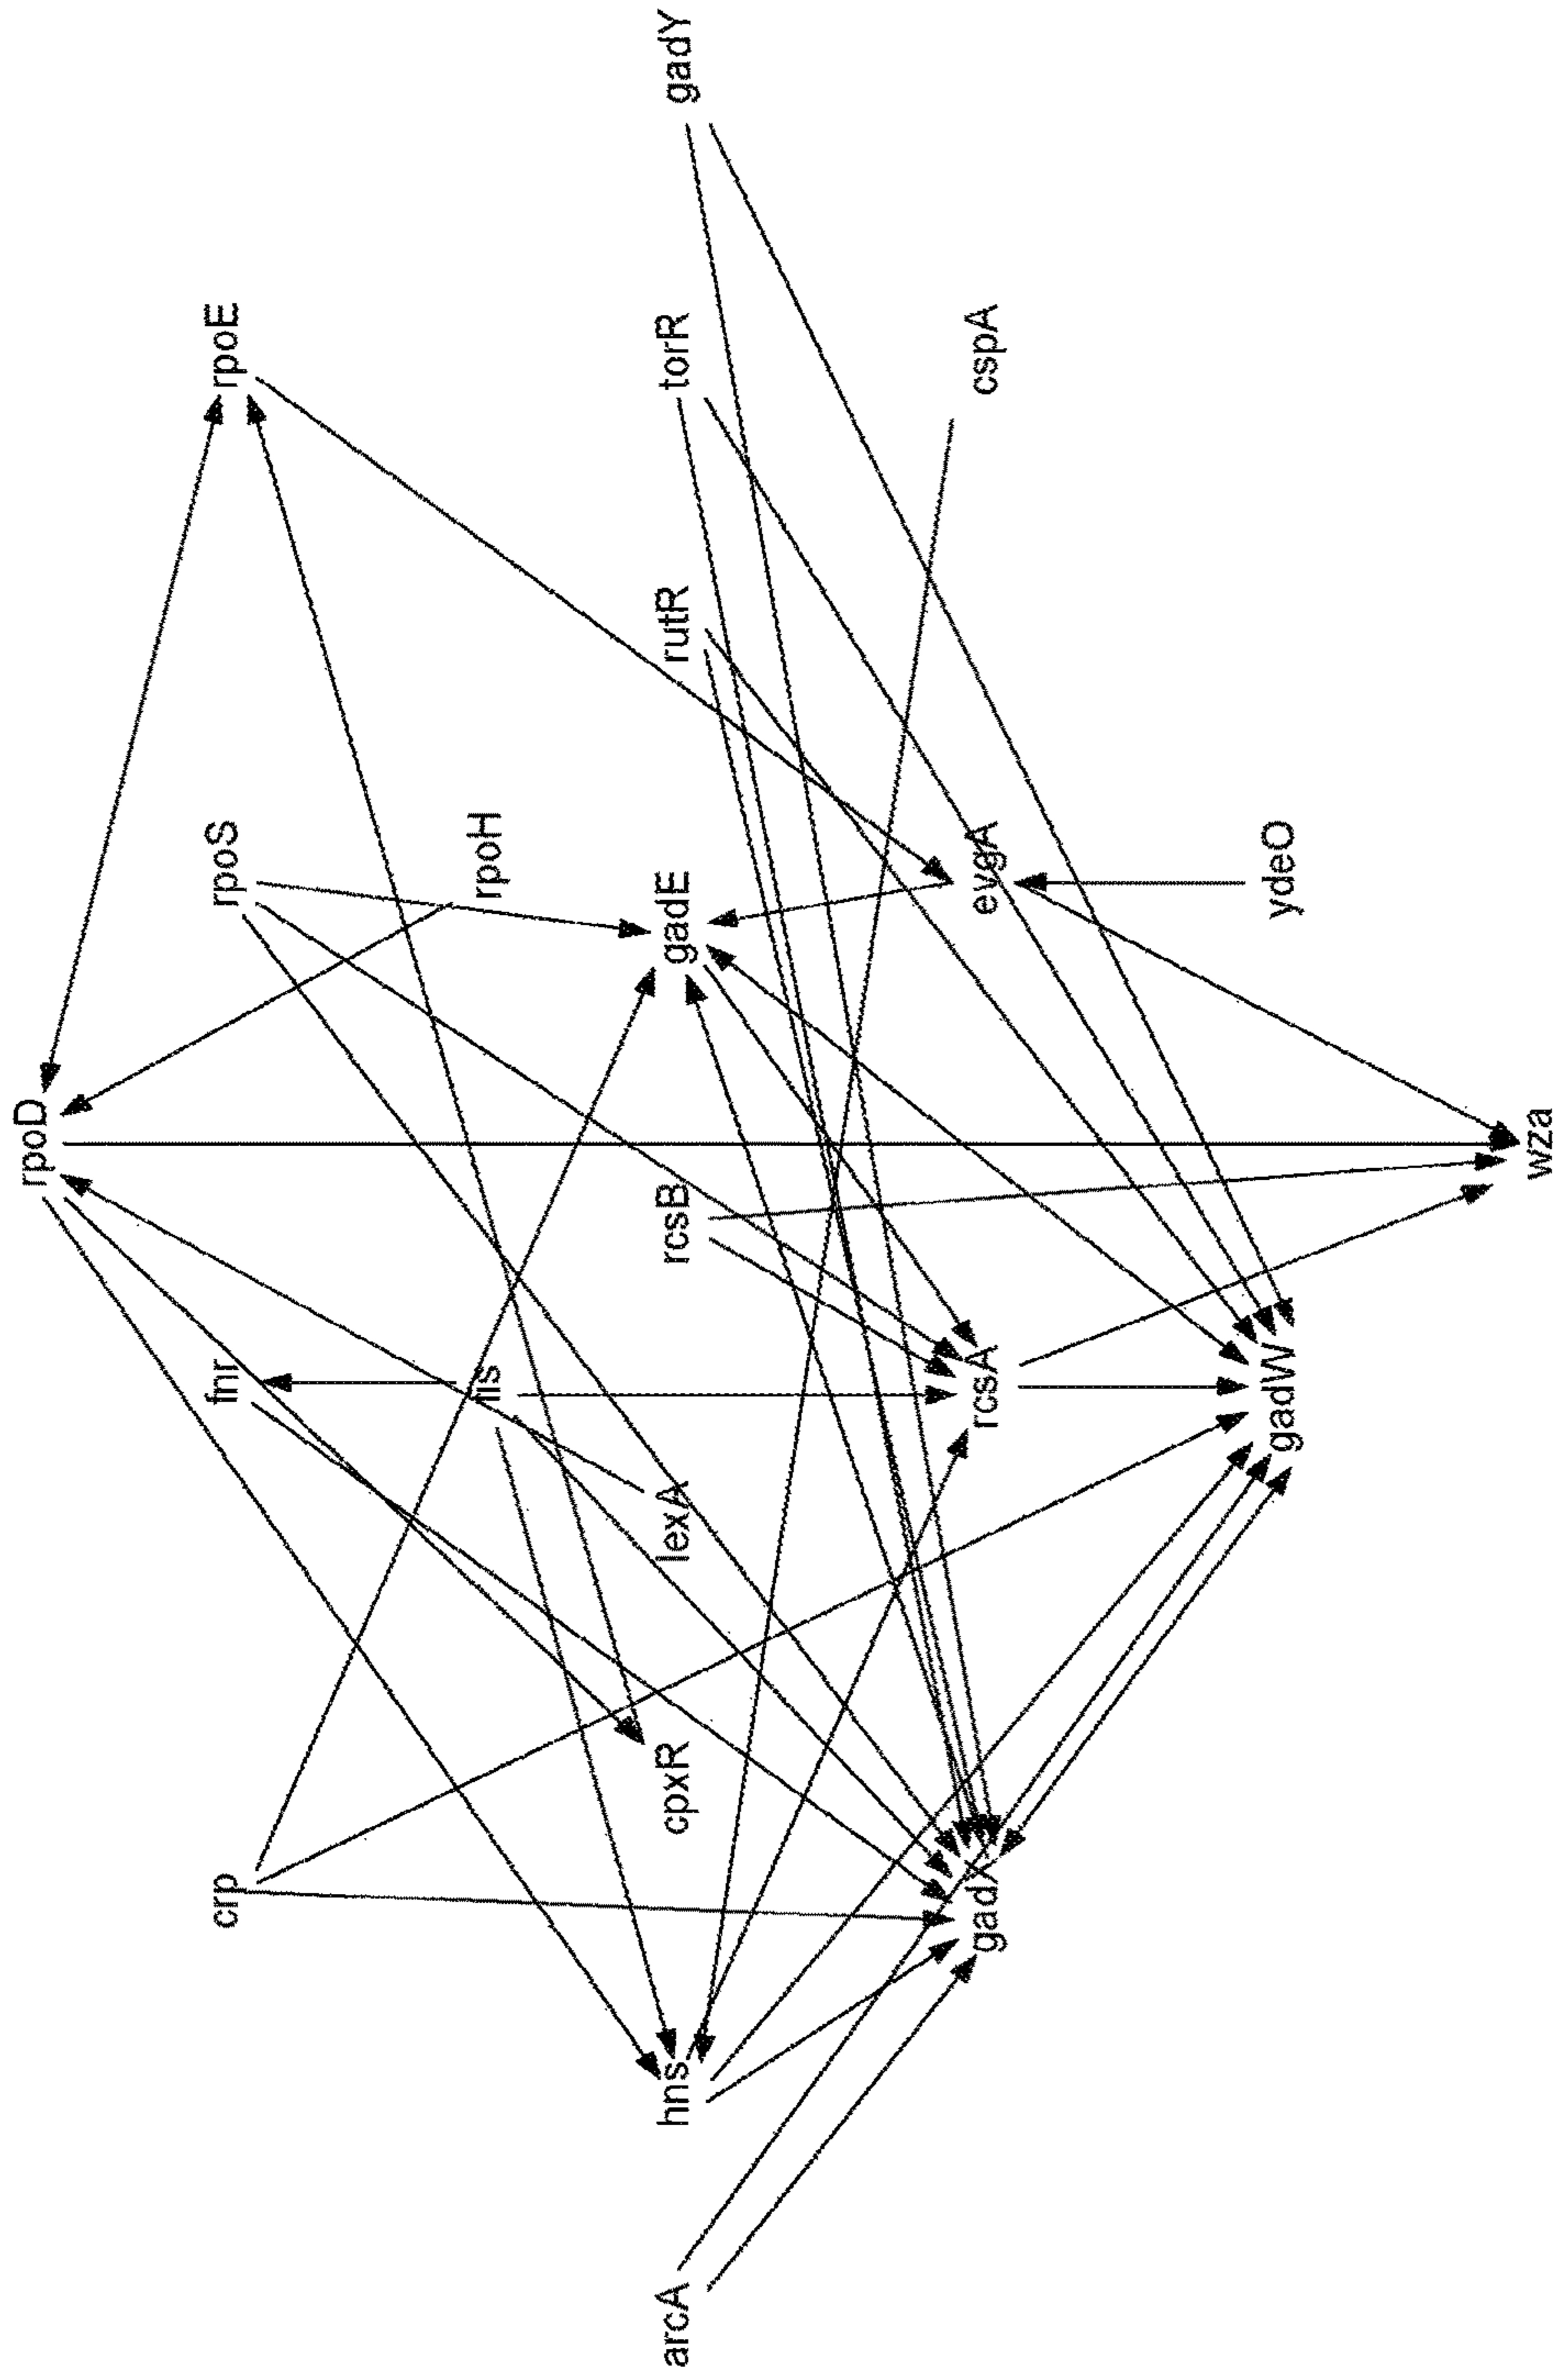 rpoD
crp
fnr
rpoS
rpoE
fis
rpoH
arcA
hns
cpxR
lexA
rcsB
gadE
rutR
torR
gadY
gadX
rcsA
evgA
cspA
gadW
ydeO
wza